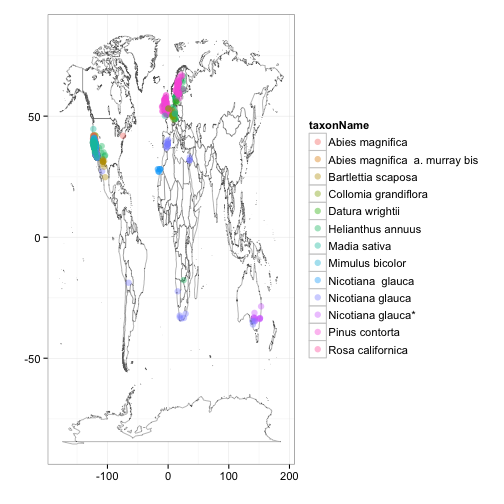 50
0
-50
-100
0
100
200
taxonName
Abies magnifica
Abies magnifica  a. murray bis
Bartlettia scaposa
Collomia grandiflora
Datura wrightii
Helianthus annuus
Madia sativa
Mimulus bicolor
Nicotiana  glauca
Nicotiana glauca
Nicotiana glauca*
Pinus contorta
Rosa californica